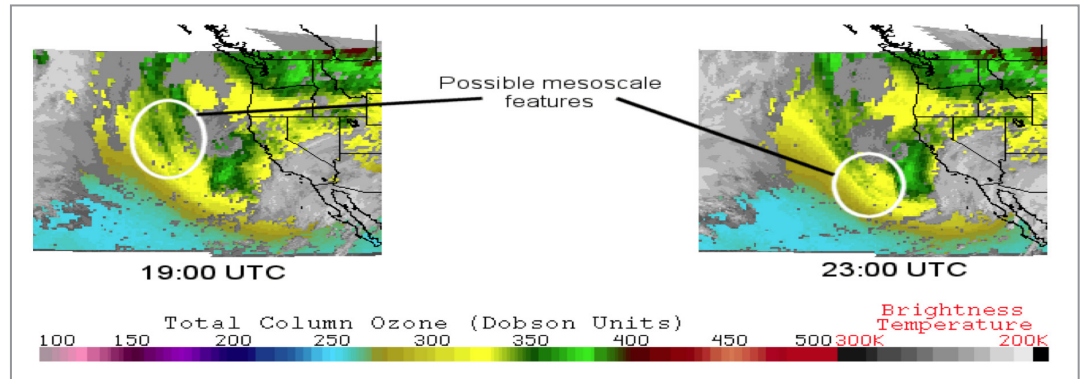 Possible mesoscale
features
19:00 UTC
23:00 UTC
Total Column Ozone (Dobson Units)
Brightness
Temperature
100 150 200 250 300 350 400 450 500 300K 200K